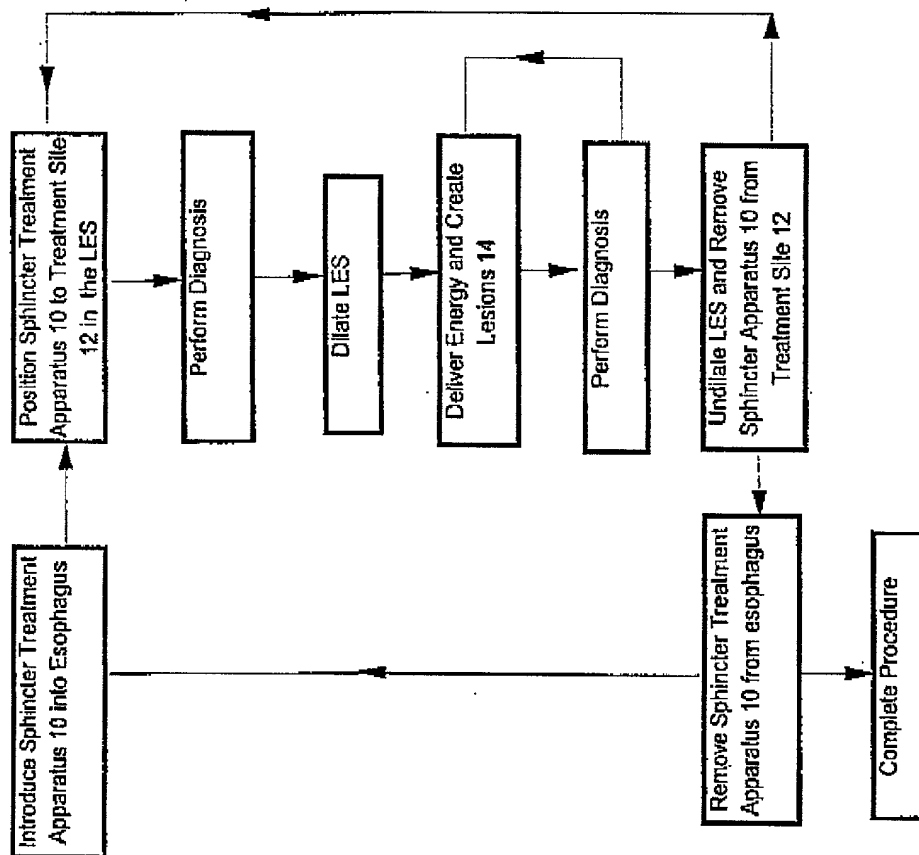 Introduce Sphincter Treatment
Apparatus 10 into Esophagus
Position Sphincter Treatment
Apparatus 10 to Treatment Site
12 in the LES
Perform Diagnosis
Dilate LES
Deliver Energy and Create
Lesions 14
Perform Diagnosis
Undilate LES and Remove
Sphincter Apparatus 10 from
Treatment Site 12
Remove Sphincter Treatment
Apparatus 10 from esophagus
Complete Procedure